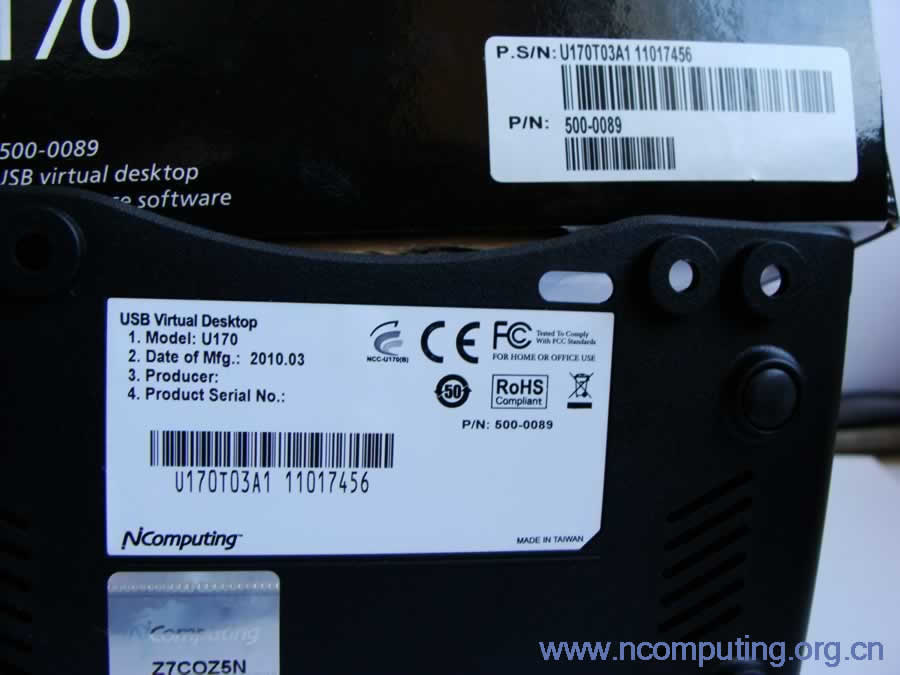 170
P.S/N: U170T03A1 11017456
P/N: 500-0089
500-0089
USB virtual desktop
software
USB Virtual Desktop
1. Model: U170
2. Date of Mfg.: 2010.03
3. Producer:
4. Product Serial No.:
NCC-U170(B)
CE
FC
Tested To Comply
With FCC Standards
FOR HOME OR OFFICE USE
50
RoHS
Compliant
P/N: 500-0089
U170T03A1 11017456
NComputing™
MADE IN TAIWAN
NComputing
Z7COZ5N
www.ncomputing.org.cn